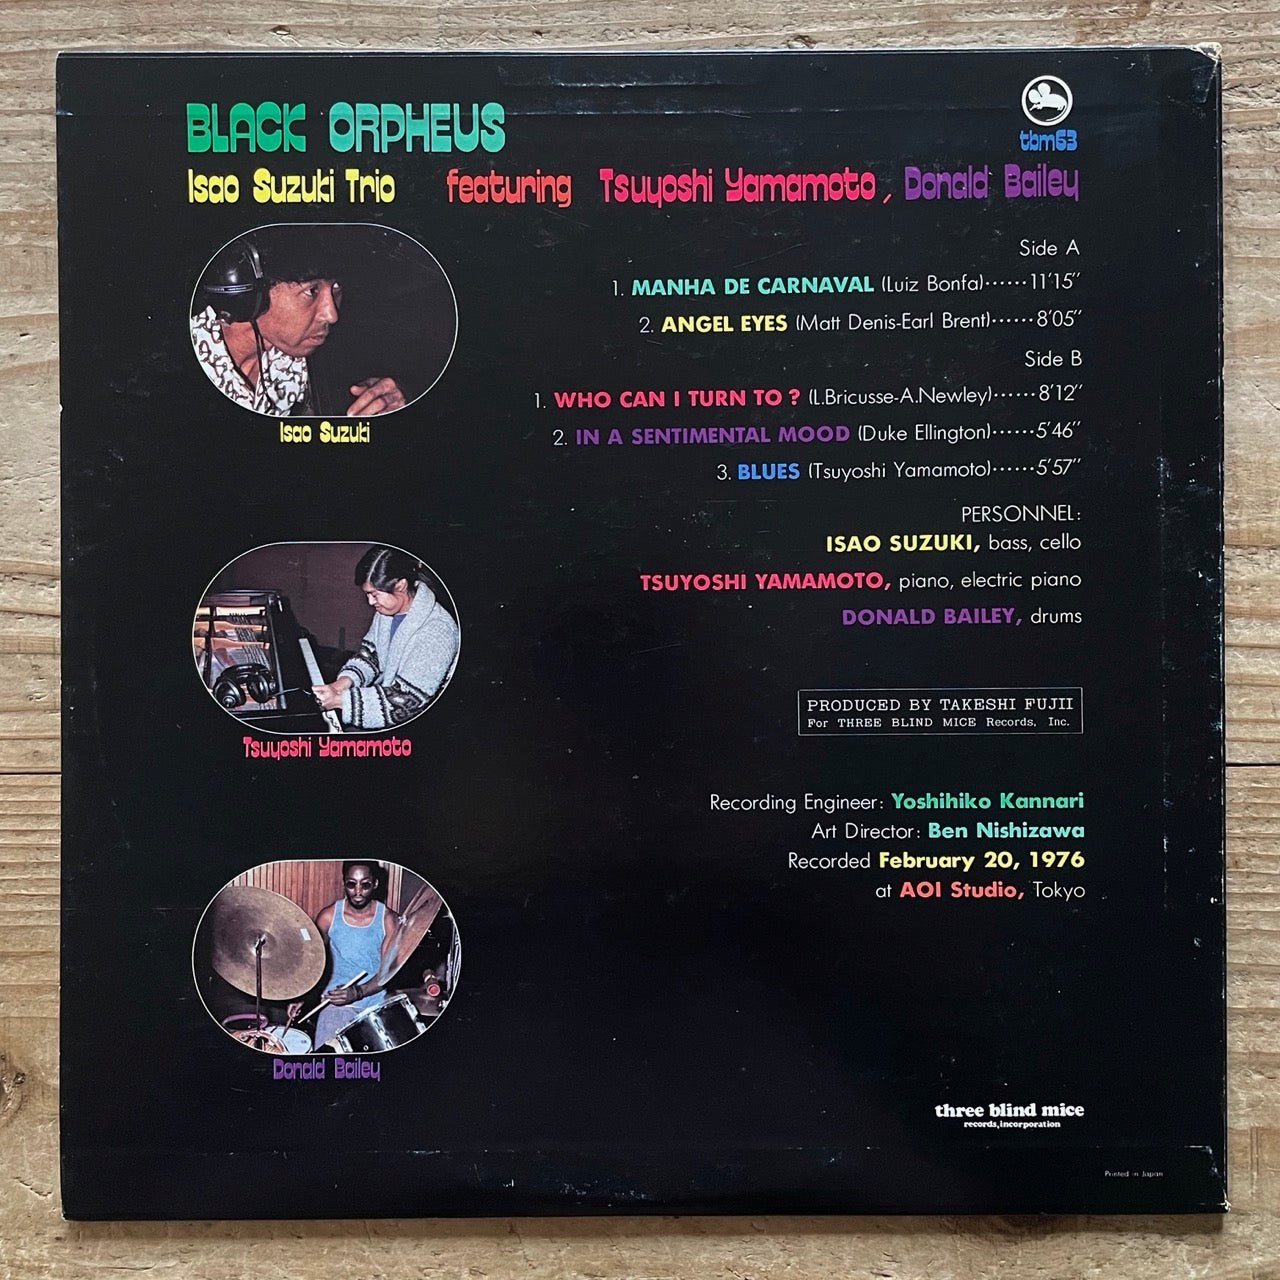 BLACK ORPHEUS
tbm63
Isao Suzuki Trio featuring Tsuyoshi Yamamoto, Donald Bailey
Side A
1. MANHA DE CARNAVAL (Luiz Bonfa)······11'15''
2. ANGEL EYES (Matt Denis-Earl Brent)······8'05''
Side B
1. WHO CAN I TURN TO? (L.Bricusse-A.Newley)······8'12''
2. IN A SENTIMENTAL MOOD (Duke Ellington)······5'46''
3. BLUES (Tsuyoshi Yamamoto)······5'57''
PERSONNEL:
ISAO SUZUKI, bass, cello
TSUYOSHI YAMAMOTO, piano, electric piano
DONALD BAILEY, drums
Isao Suzuki
Tsuyoshi Yamamoto
Donald Bailey
PRODUCED BY TAKESHI FUJII
For THREE BLIND MICE Records, Inc.
Recording Engineer: Yoshihiko Kannari
Art Director: Ben Nishizawa
Recorded February 20, 1976
at AOI Studio, Tokyo
three blind mice
records, incorporation
Printed in Japan